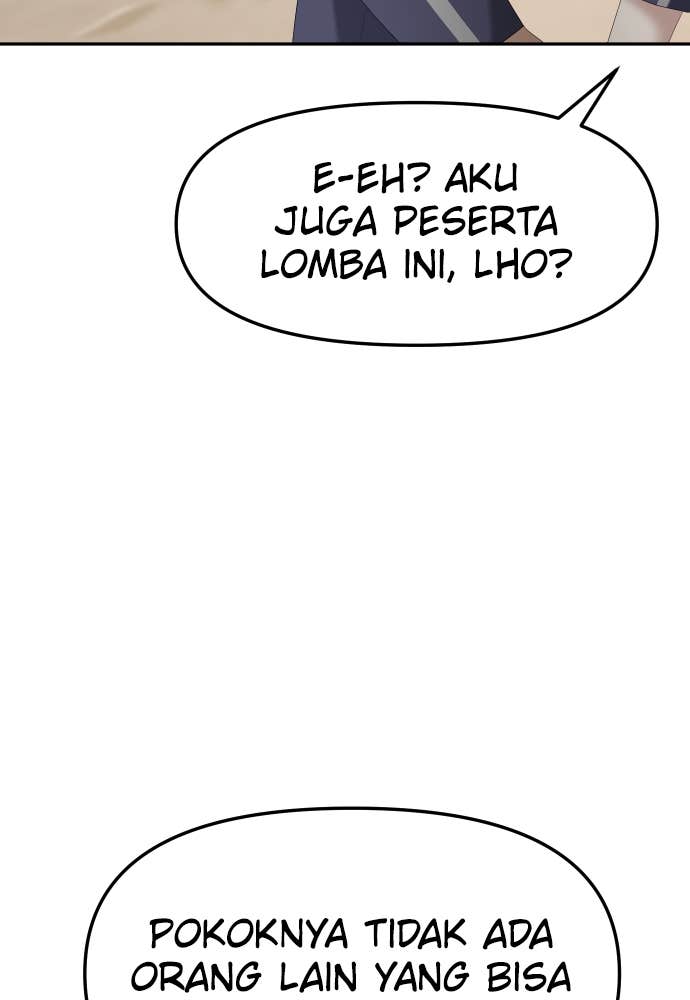 E-EH? AKU
JUGA PESERTA
LOMBA INI, LHO?
POKOKNYA TIDAK ADA
ORANG LAIN YANG BISA